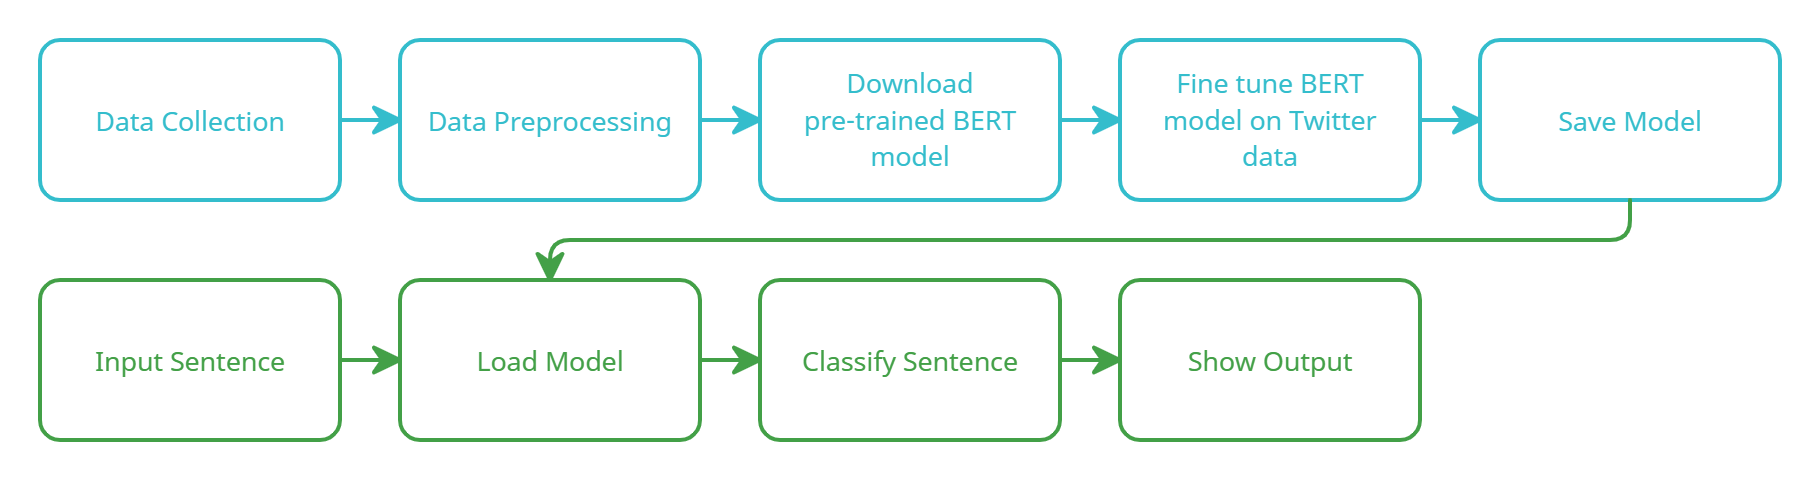 Data Collection
Data Preprocessing
Download
pre-trained BERT
model
Fine tune BERT
model on Twitter
data
Save Model
Input Sentence
Load Model
Classify Sentence
Show Output